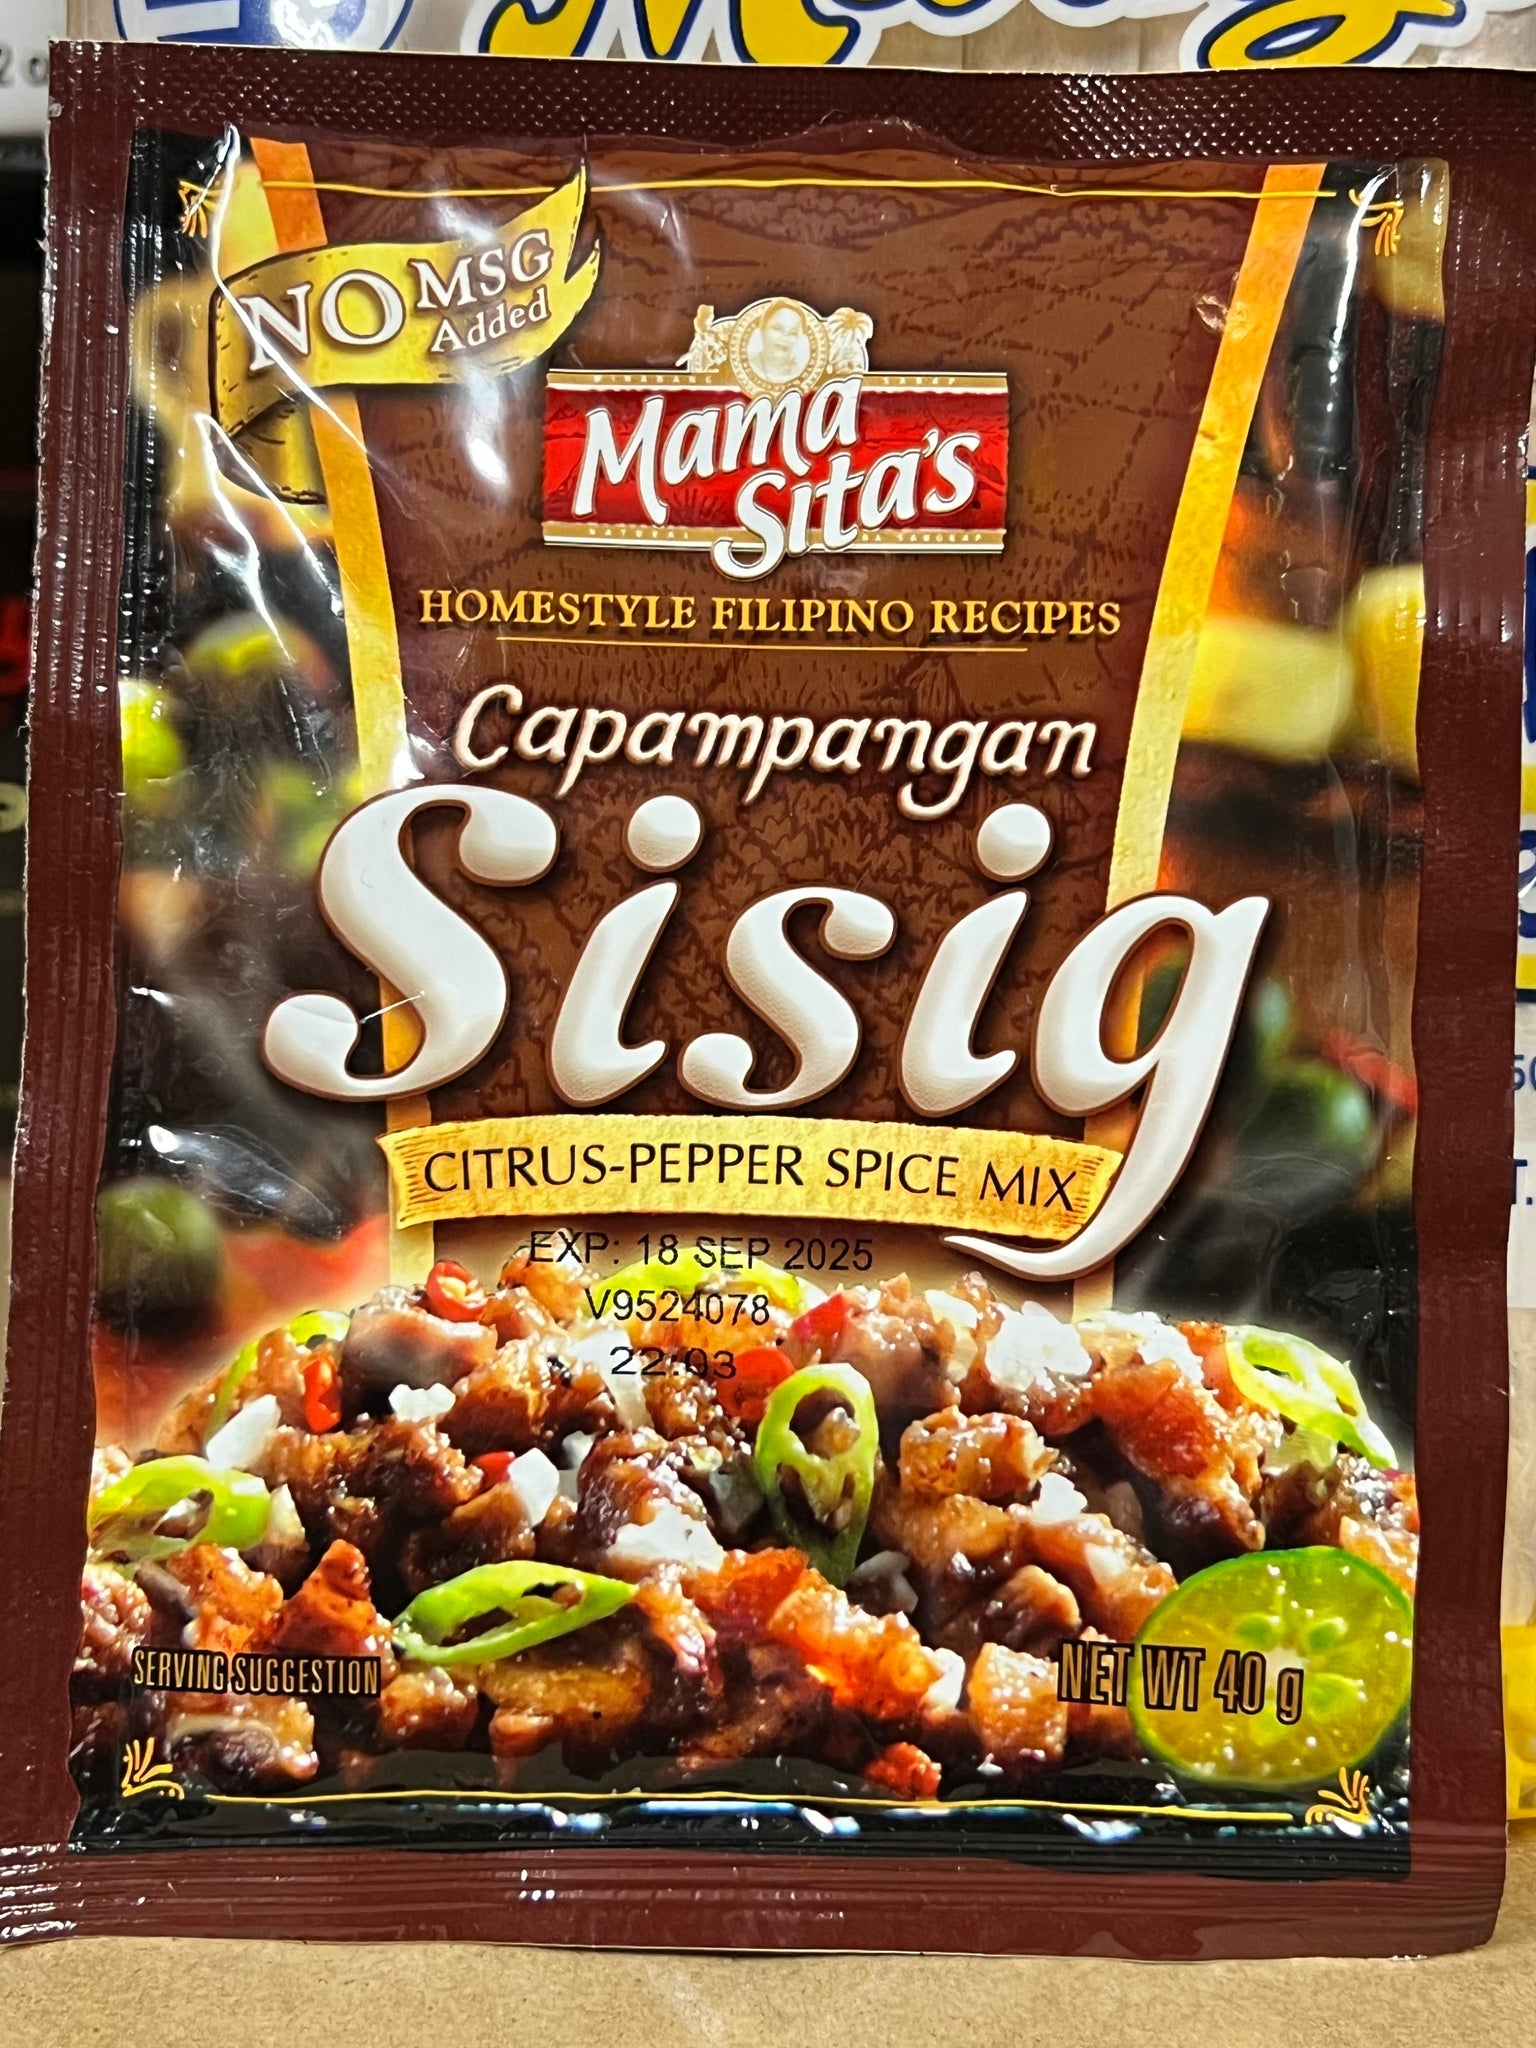 NO MSG
Added
Mama
Sita's
HOMESTYLE FILIPINO RECIPES
Capampangan
Sisig
CITRUS-PEPPER SPICE MIX
EXP: 18 SEP 2025
V9524078
22:03
SERVING SUGGESTION
NET WT 40 g